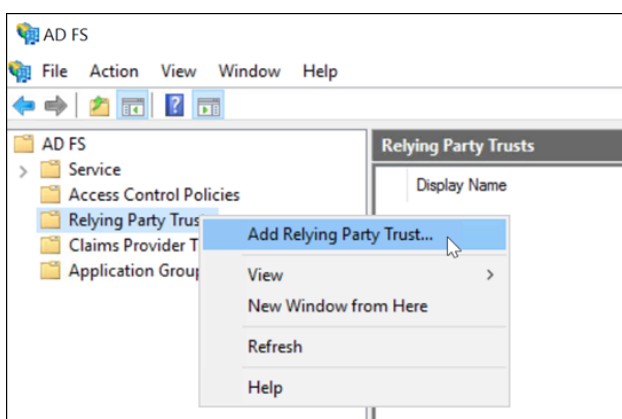 AD FS
File Action View Window Help
AD FS
Service
Access Control Policies
Relying Party Trus
Claims Provider T
Application Group
Relying Party Trusts
Display Name
Add Relying Party Trust...
View
New Window from Here
Refresh
Help